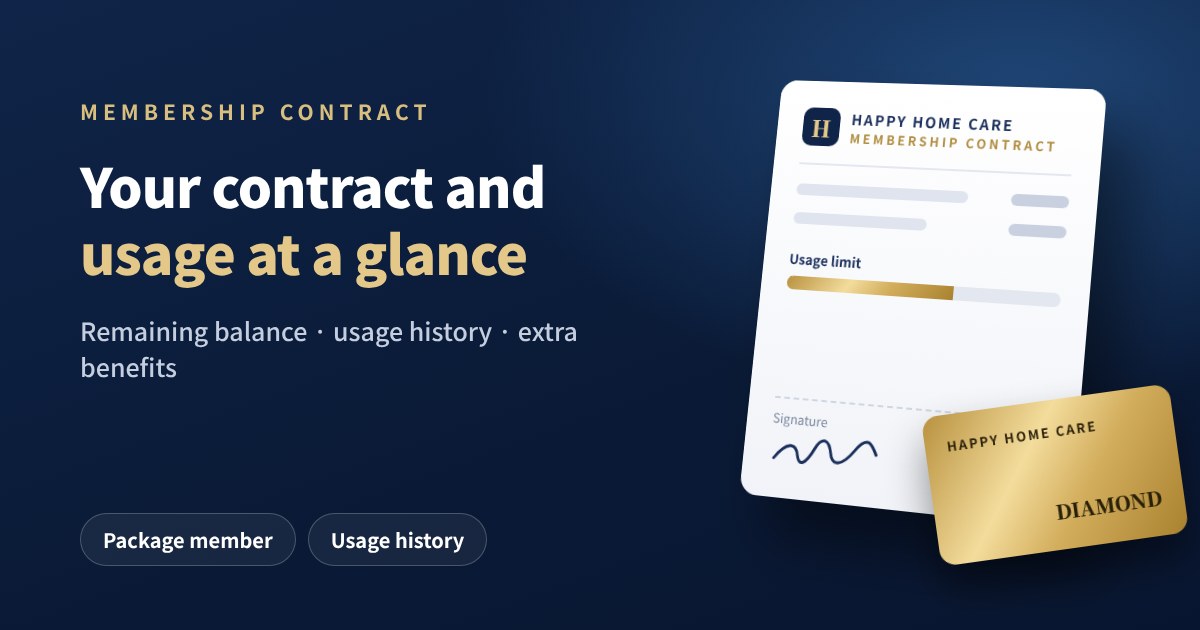 MEMBERSHIP CONTRACT
Your contract and
usage at a glance
Remaining balance · usage history · extra
benefits
Package member
Usage history
H
HAPPY HOME CARE
MEMBERSHIP CONTRACT
Usage limit
Signature
HAPPY HOME CARE
DIAMOND